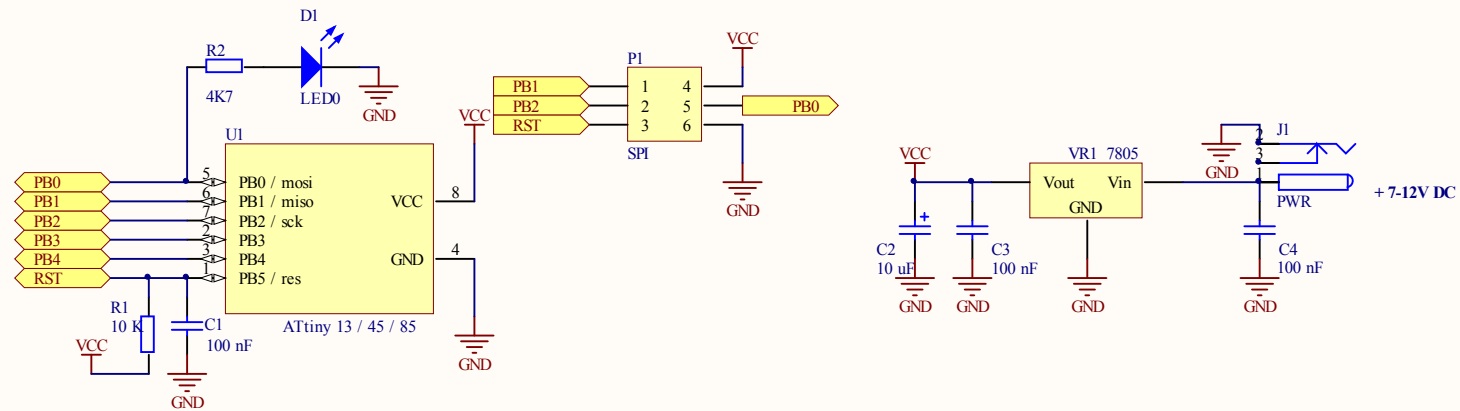 D1
R2
4K7
LED0
GND
U1
PB0
PB1
PB2
PB3
PB4
RST
5
6
7
2
3
1
PB0 / mosi
PB1 / miso
PB2 / sck
PB3
PB4
PB5 / res
VCC
GND
8
4
VCC
GND
ATtiny 13 / 45 / 85
R1
10 K
VCC
C1
100 nF
GND
P1
PB1
PB2
RST
1 4
2 5
3 6
SPI
VCC
PB0
GND
VCC
C2
+
10 uF
GND
C3
100 nF
GND
VR1 7805
Vout Vin
GND
GND
GND
J1
2
3
1
PWR
+ 7-12V DC
C4
100 nF
GND